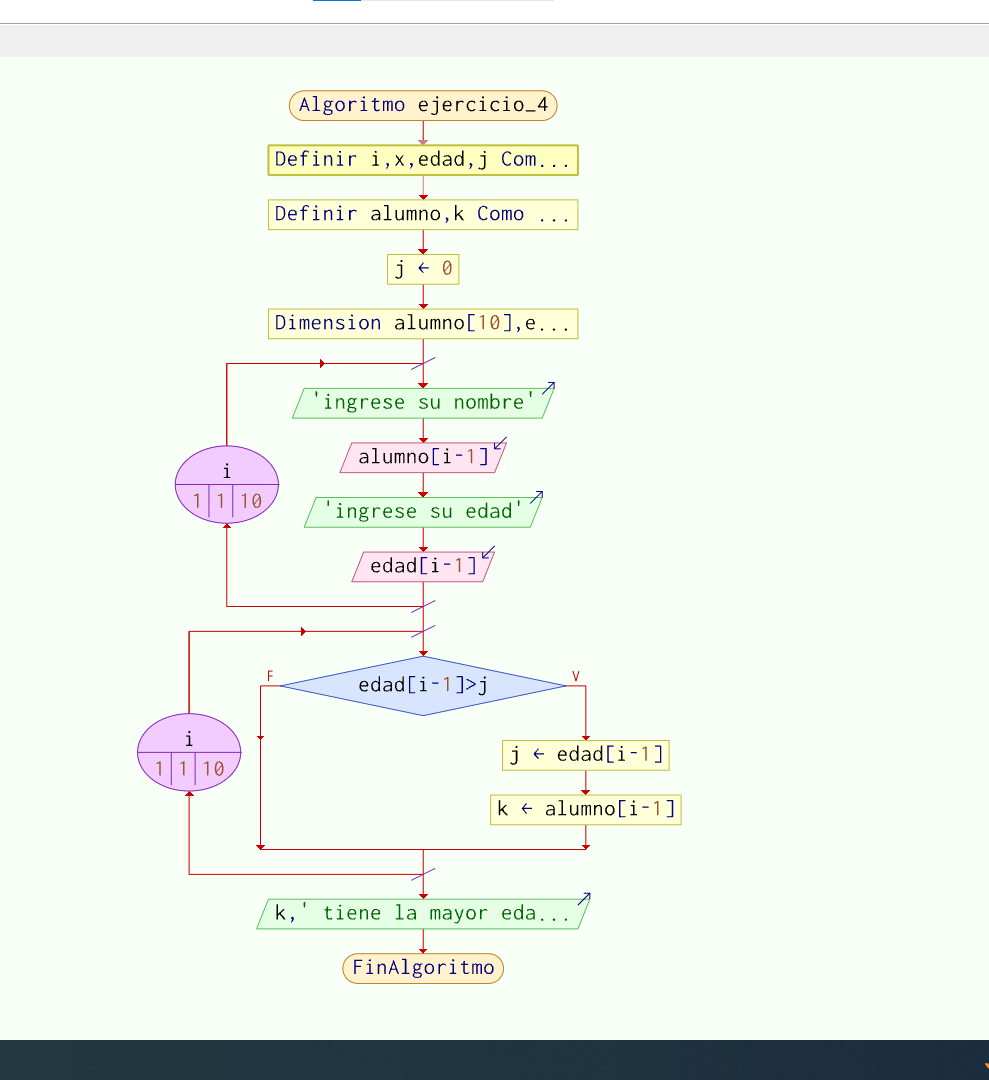 Algoritmo ejercicio_4
Definir i,x,edad,j Com...
Definir alumno,k Como ...
j ← 0
Dimension alumno[10],e...
'ingrese su nombre'
alumno[i-1]
i
1 1 10
'ingrese su edad'
edad[i-1]
F
edad[i-1]>j
V
i
1 1 10
j ← edad[i-1]
k ← alumno[i-1]
k,' tiene la mayor eda...
FinAlgoritmo